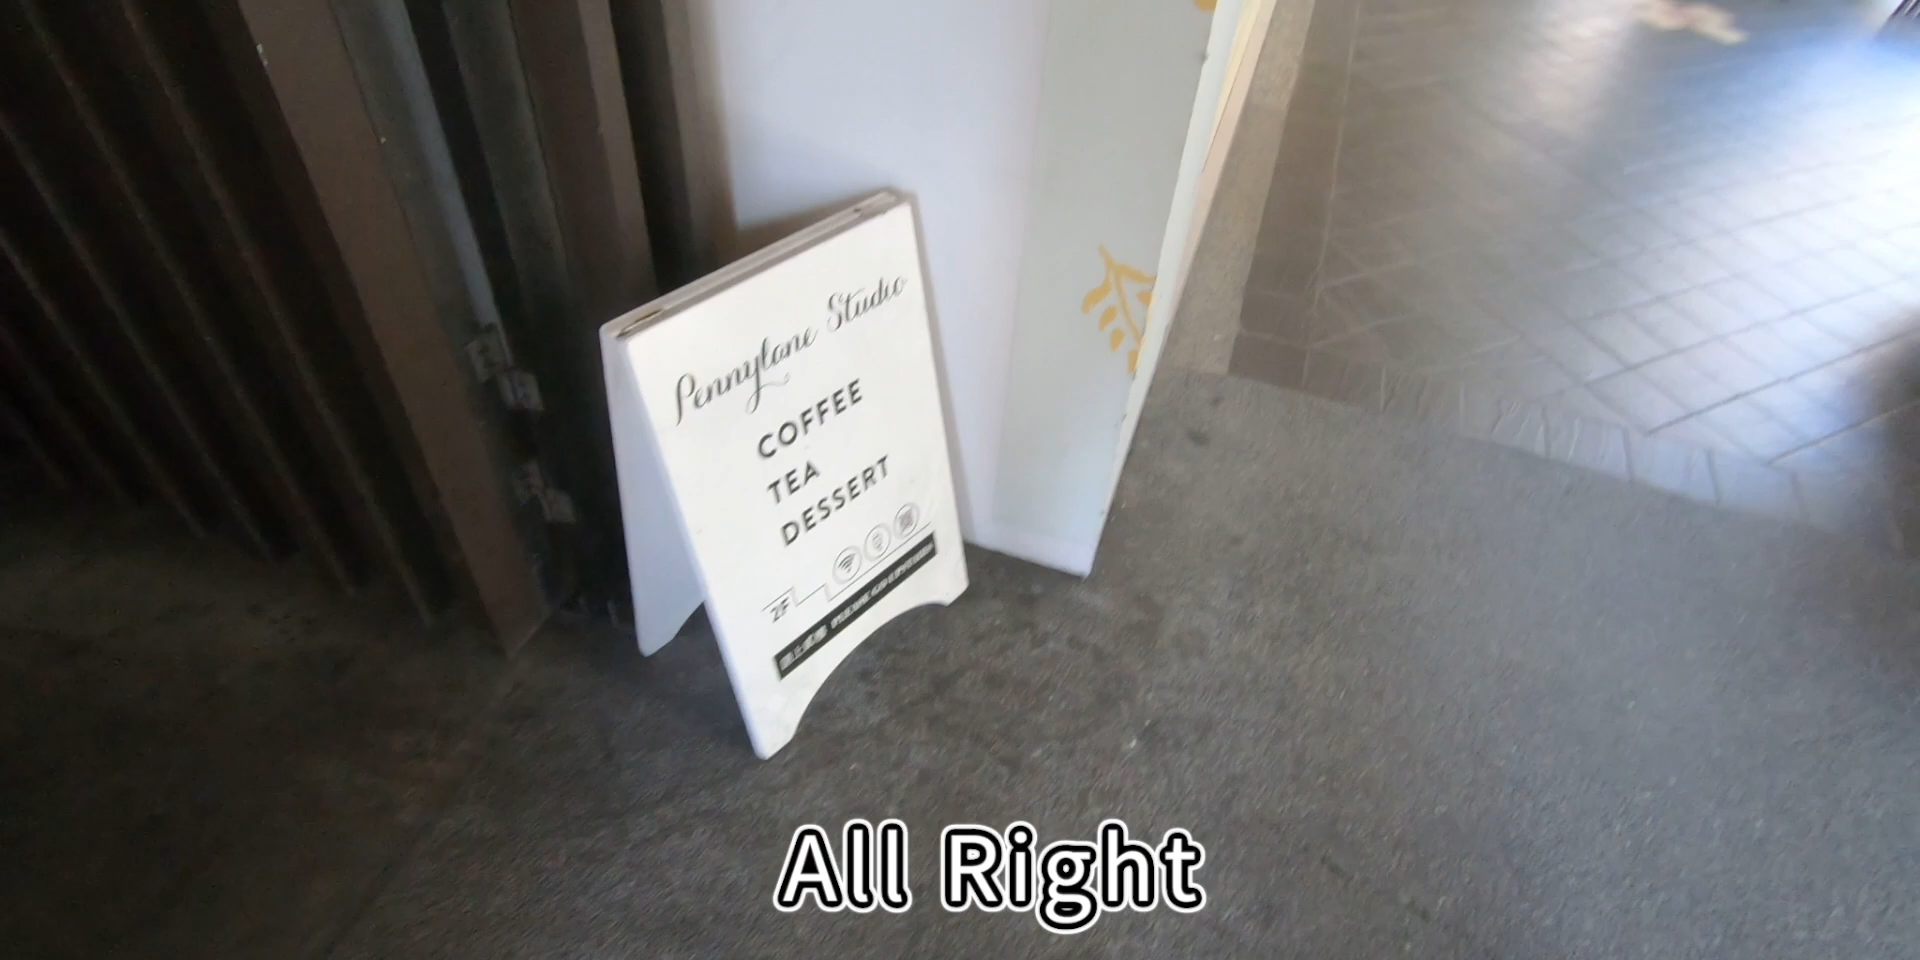 Pennylane Studio
COFFEE
TEA
DESSERT
2F
All Right